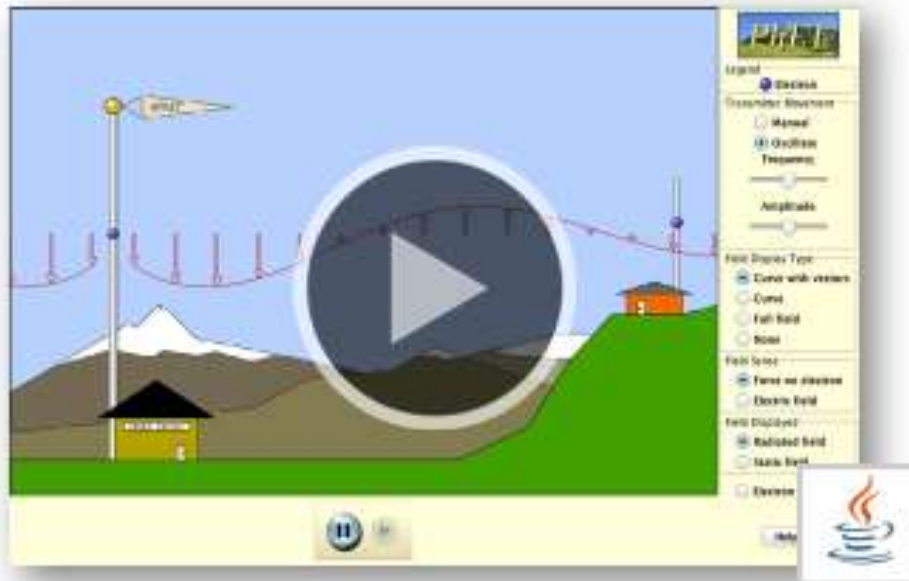 PhET
Legend
Electron
Transmitter Movement
Manual
Oscillate
Frequency
Amplitude
Field Display Type
Curve with vectors
Curve
Full field
None
Field Sense
Force on electron
Electric field
Field Displayed
Radiated field
Static field
Electron
Help